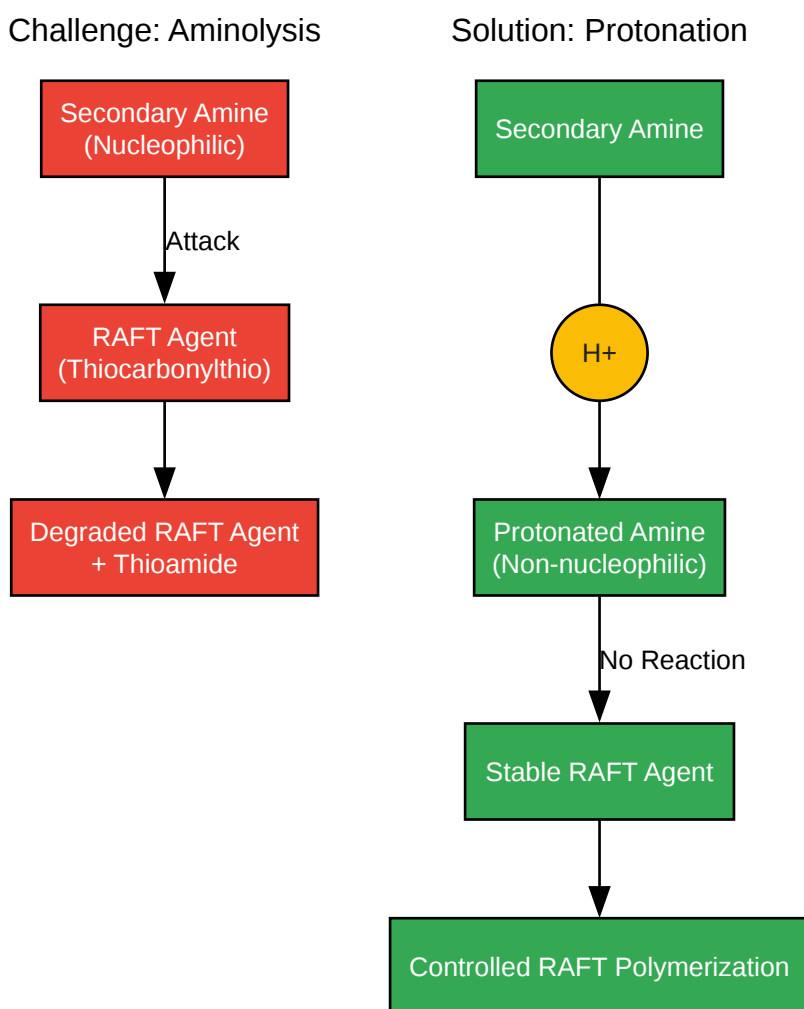 Challenge: Aminolysis
Secondary Amine
(Nucleophilic)
Attack
RAFT Agent
(Thiocarbonylthio)
Degraded RAFT Agent
+ Thioamide
Solution: Protonation
Secondary Amine
H+
Protonated Amine
(Non-nucleophilic)
No Reaction
Stable RAFT Agent
Controlled RAFT Polymerization